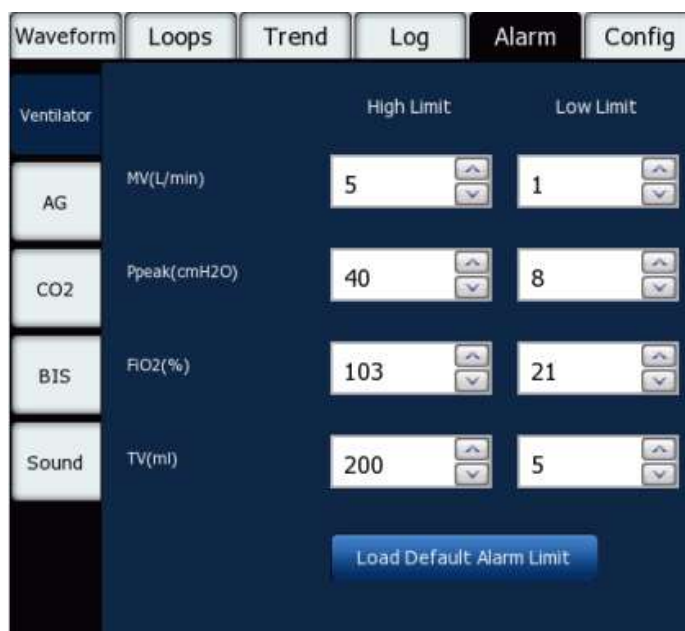 Waveform Loops Trend Log Alarm Config
Ventilator High Limit Low Limit
AG MV(L/min) 5 1
CO2 Ppeak(cmH2O) 40 8
BIS FiO2(%) 103 21
Sound TV(ml) 200 5
Load Default Alarm Limit